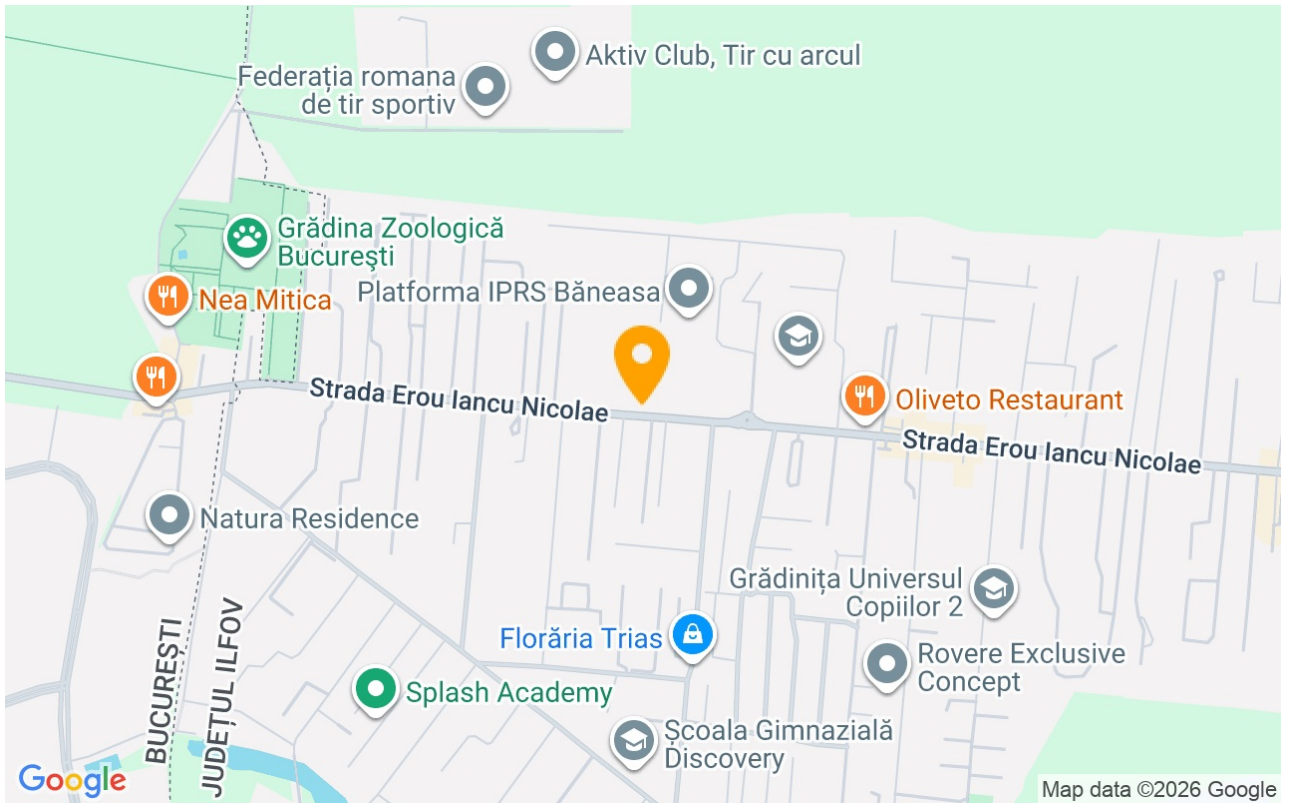 Aktiv Club, Tir cu arcul
Federația romana
de tir sportiv
Grădina Zoologică
București
Platforma IPRS Băneasa
Nea Mitica
Strada Erou Iancu Nicolae
Oliveto Restaurant
Strada Erou Iancu Nicolae
Natura Residence
Grădinița Universul
Copiilor 2
Florăria Trias
Rovere Exclusive
Concept
BUCUREȘTI
JUDEȚUL ILFOV
Splash Academy
Școala Gimnazială
Discovery
Google
Map data ©2026 Google